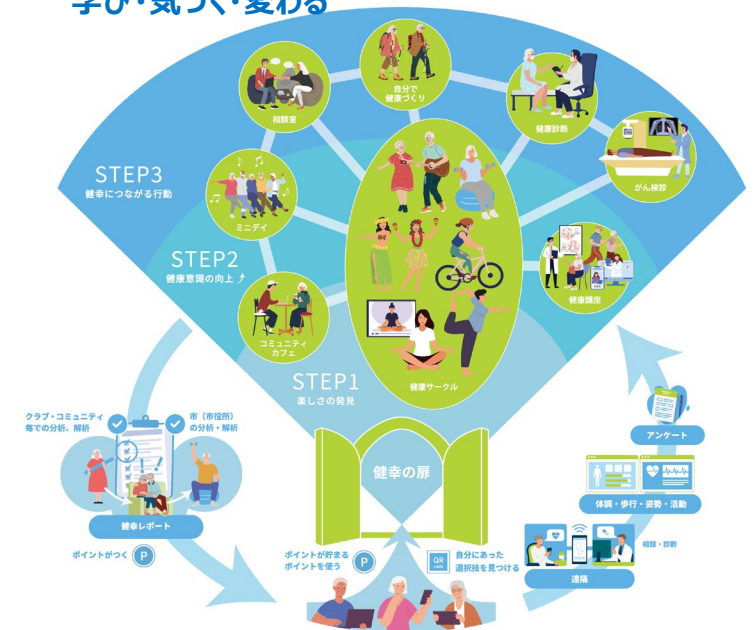 学び・気づく・変わる
自分で
健康づくり
相談室
健康診断
がん検診
STEP3
健幸につながる行動
ミニデイ
STEP2
健康意識の向上
健康講座
コミュニティ
カフェ
STEP1
楽しさの発見
健康サークル
クラブ・コミュニティ
毎での分析、解析
市（市役所）
の分析・解析
アンケート
健幸の扉
体調・歩行・姿勢・活動
健幸レポート
相談・診断
ポイントがつく P
ポイントが貯まる
ポイントを使う
P
QR
code
自分にあった
選択技を見つける
遠隔